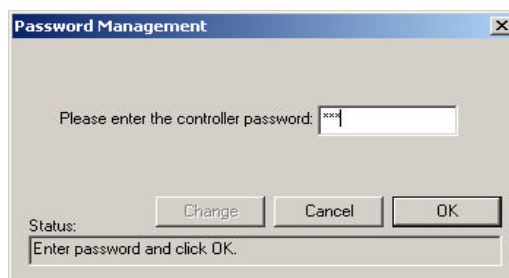 Password Management
Please enter the controller password: ***
Change Cancel OK
Status:
Enter password and click OK.